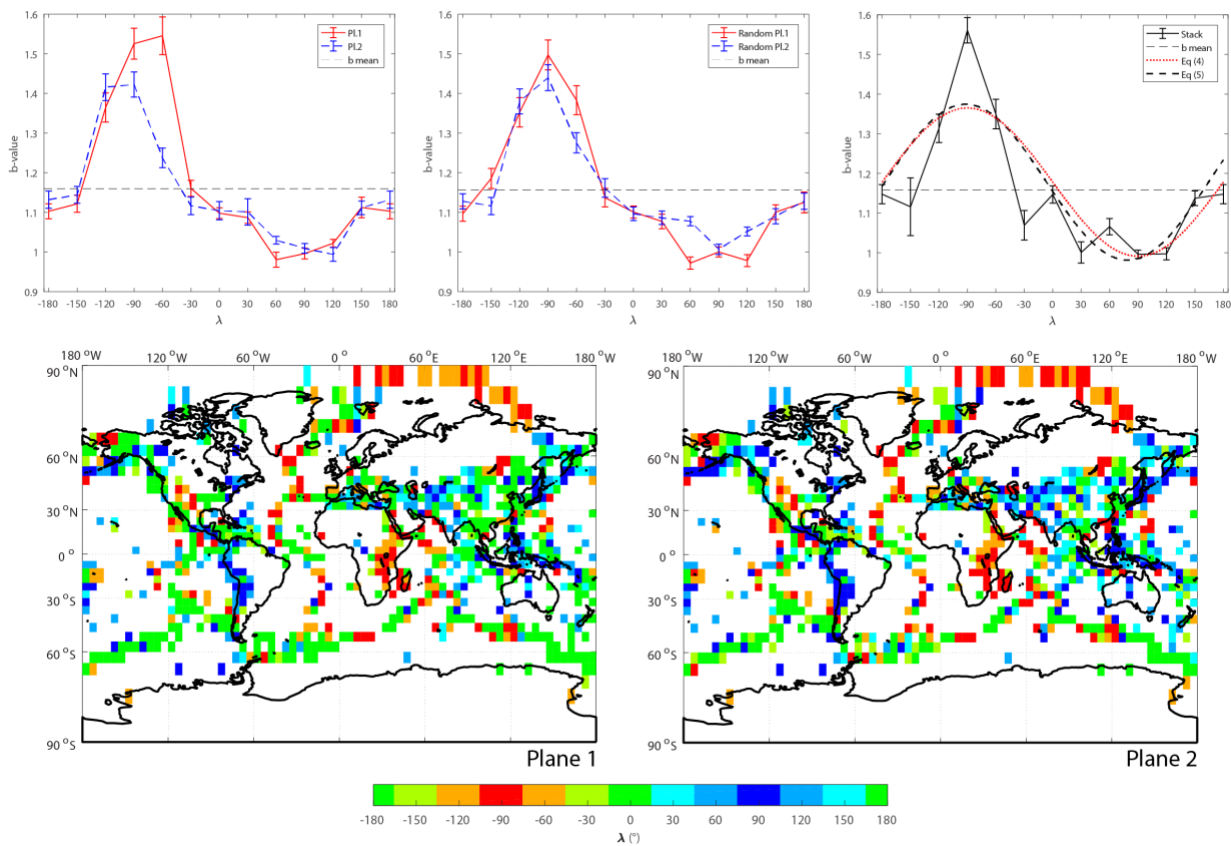 1.6
1.5
1.4
1.3
1.2
1.1
1
0.9
b-value
-180 -150 -120 -90 -60 -30 0 30 60 90 120 150 180
λ
Pl.1
Pl.2
b mean
1.6
1.5
1.4
1.3
1.2
1.1
1
0.9
b-value
-180 -150 -120 -90 -60 -30 0 30 60 90 120 150 180
λ
Random Pl.1
Random Pl.2
b mean
1.6
1.5
1.4
1.3
1.2
1.1
1
0.9
b-value
-180 -150 -120 -90 -60 -30 0 30 60 90 120 150 180
λ
Stack
b mean
Eq (4)
Eq (5)
180 °W 120 °W 60 °W 0 ° 60 °E 120 °E 180 °W
90 °N
60 °N
30 °N
0 °
30 °S
60 °S
90 °S
Plane 1
180 °W 120 °W 60 °W 0 ° 60 °E 120 °E 180 °W
90 °N
60 °N
30 °N
0 °
30 °S
60 °S
90 °S
Plane 2
-180 -150 -120 -90 -60 -30 0 30 60 90 120 150 180
λ (°)